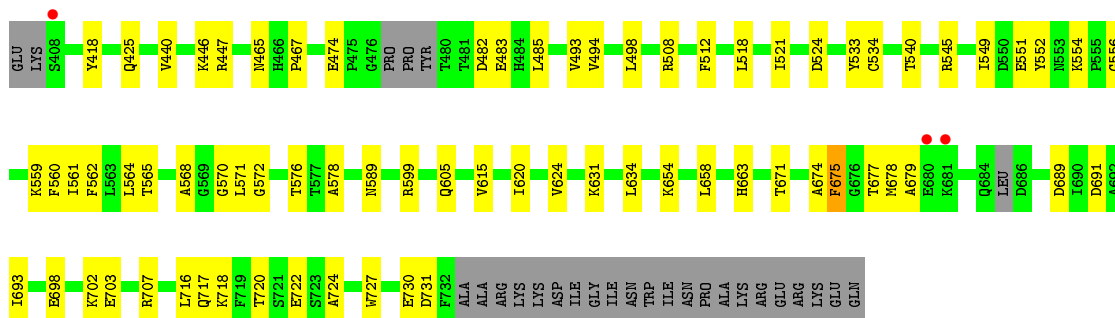 GLU LYS S408 Y418 Q425 V440 K446 R447 N465 H466 P467 E474 P475 G476 PRO PRO TYR T480 T481 D482 E483 H484 L485 V493 V494 L498 R508 F512 L518 I521 D524 Y533 C534 T540 R545 I549 D550 E551 Y552 N553 K554 P555 G556
K559 F560 I561 F562 L563 L564 T565 A568 G569 G570 L571 G572 T576 T577 A578 N589 R599 Q605 V615 I620 V624 K631 L634 K654 L658 H663 T671 A674 F675 G676 T677 M678 A679 E680 K681 Q684 LEU D686 D689 I690 D691 A692
I693 E698 K702 E703 R707 L716 Q717 K718 F719 T720 S721 E722 S723 A724 W727 E730 D731 F732 ALA ALA ARG LYS LYS ASP ILE GLY ILE ASN TRP ILE ASN PRO ALA LYS ARG GLU ARG LYS GLU GLN